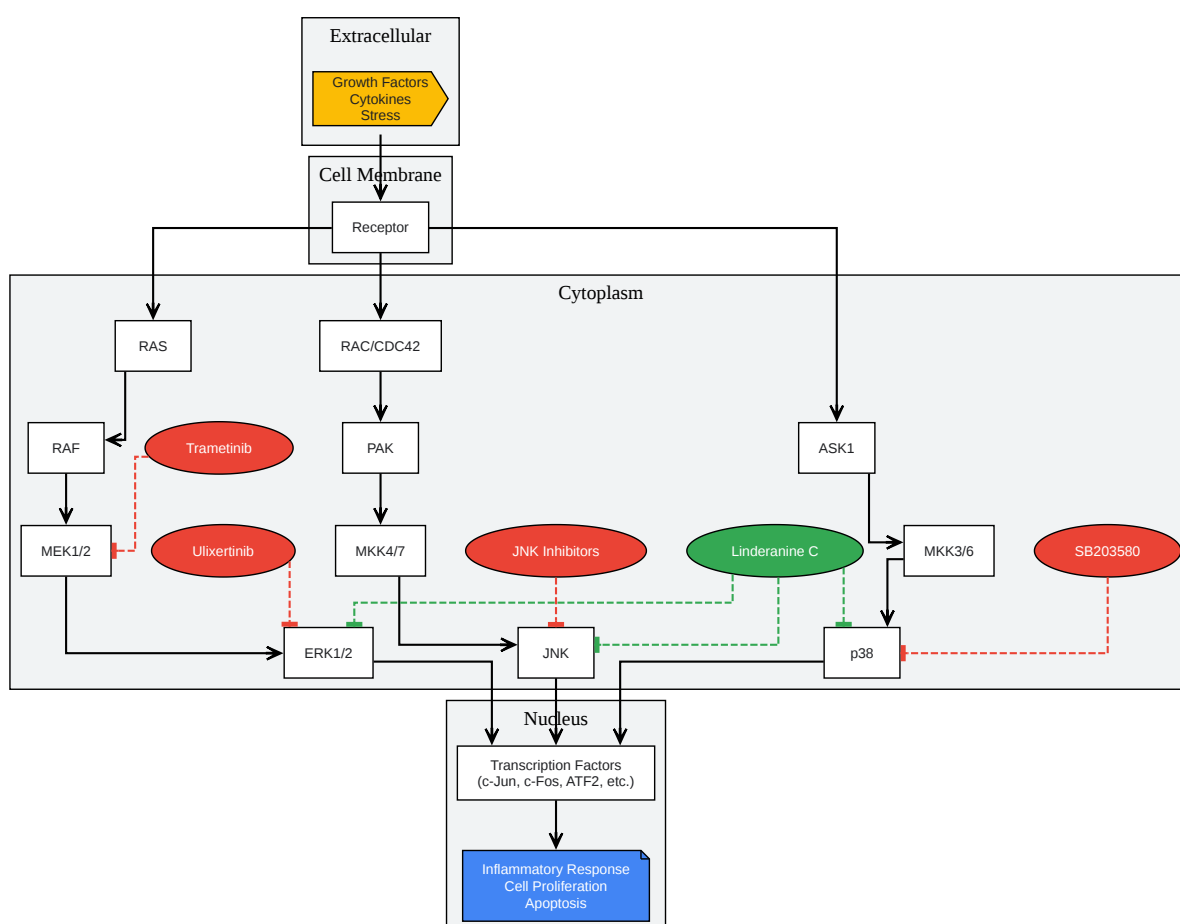 Extracellular
Growth Factors
Cytokines
Stress
Cell Membrane
Receptor
Cytoplasm
RAS
RAC/CDC42
RAF
Trametinib
PAK
ASK1
MEK1/2
Ulixertinib
MKK4/7
JNK Inhibitors
Linderanine C
MKK3/6
SB203580
ERK1/2
JNK
p38
Nucleus
Transcription Factors
(c-Jun, c-Fos, ATF2, etc.)
Inflammatory Response
Cell Proliferation
Apoptosis